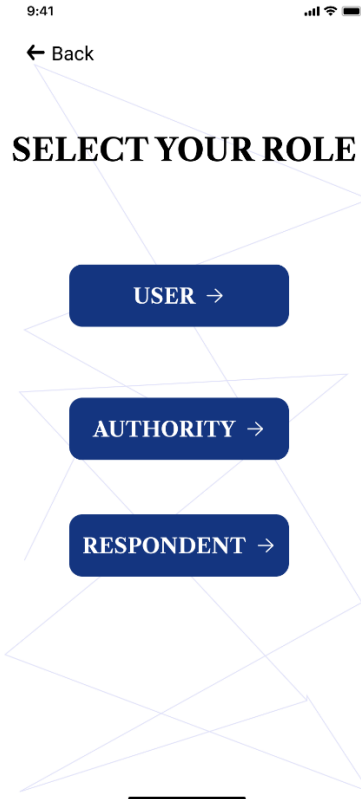 9:41
Back
SELECT YOUR ROLE
USER
AUTHORITY
RESPONDENT